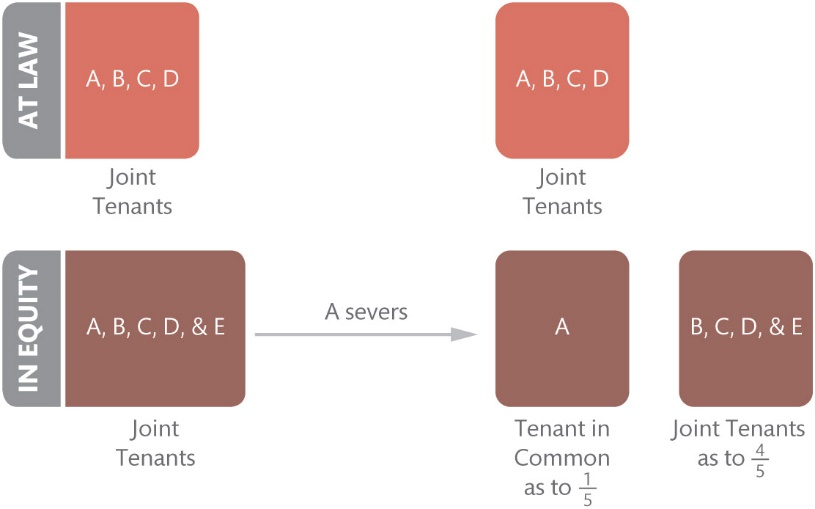 AT LAW
A, B, C, D
Joint
Tenants
A, B, C, D
Joint
Tenants
IN EQUITY
A, B, C, D, & E
Joint
Tenants
A severs
A
Tenant in
Common
as to 1/5
B, C, D, & E
Joint Tenants
as to 4/5